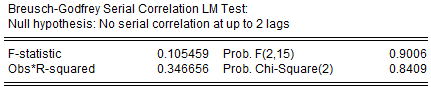 Breusch-Godfrey Serial Correlation LM Test:
Null hypothesis: No serial correlation at up to 2 lags
F-statistic 0.105459 Prob. F(2,15) 0.9006
Obs*R-squared 0.346656 Prob. Chi-Square(2) 0.8409